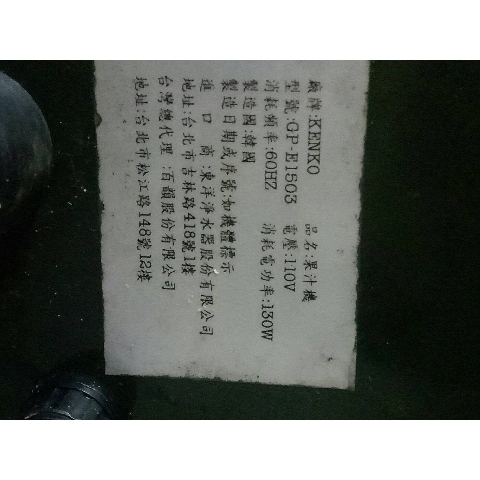 廠牌:KENKO 品名:果汁機
型號:GP-E1503 電壓:110V
消耗頻率:60HZ 消耗電功率:130W
製造國:韓國
製造日期或序號:如機體標示
進口商:東洋淨水器股份有限公司
地址:台北市吉林路418號1樓
台灣總代理:百韻股份有限公司
地址:台北市松江路148號12樓